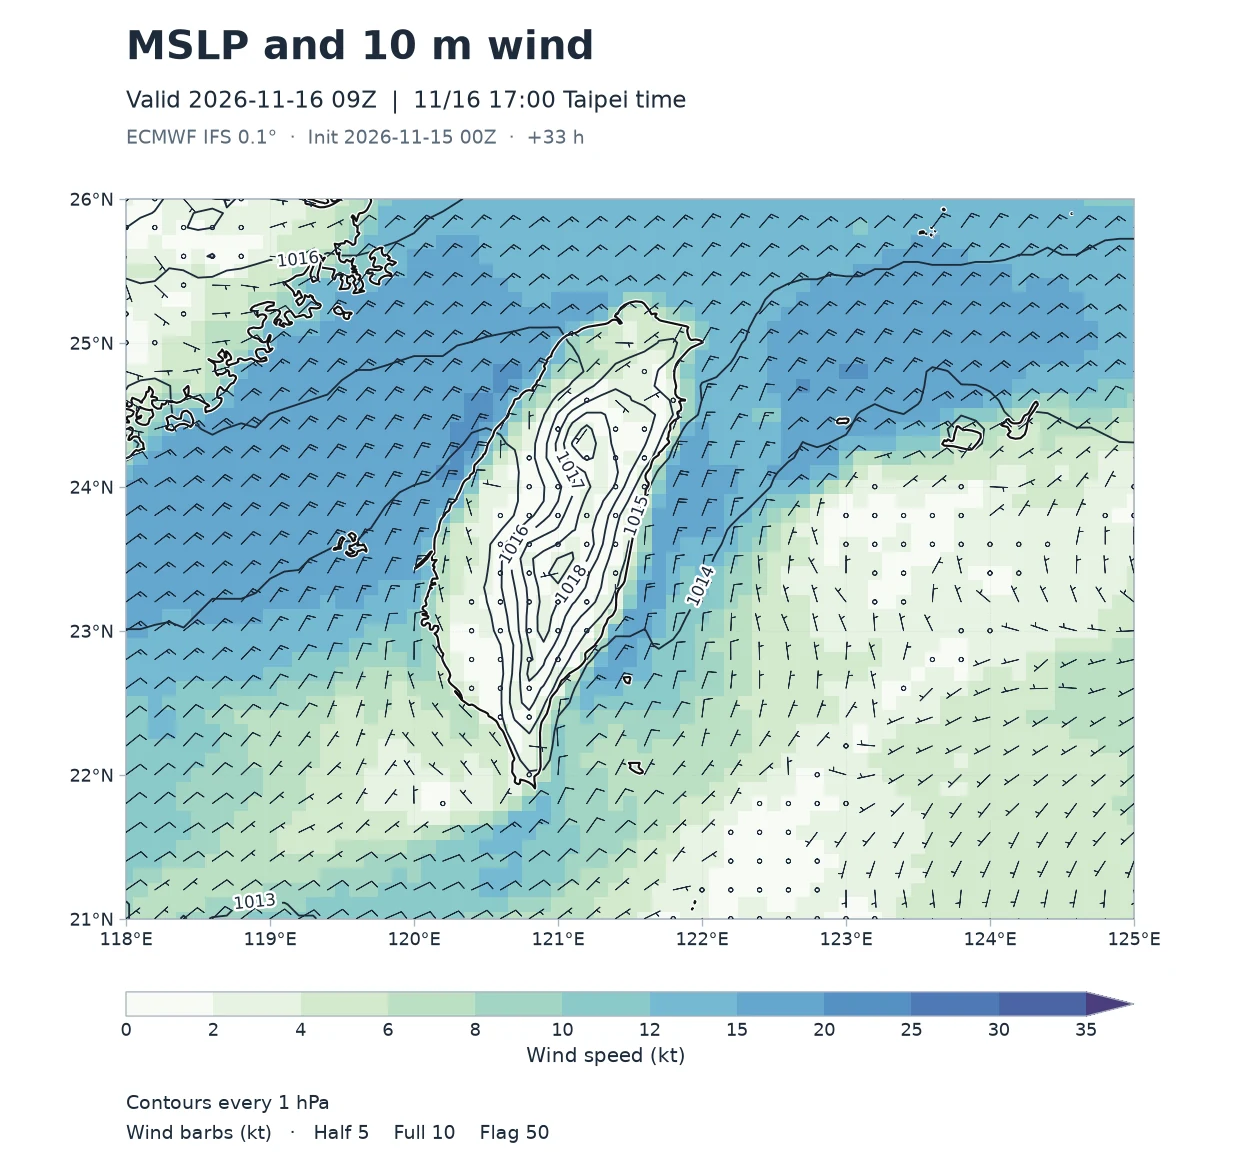 MSLP and 10 m wind
Valid 2026-11-16 09Z | 11/16 17:00 Taipei time
ECMWF IFS 0.1° · Init 2026-11-15 00Z · +33 h
26°N
25°N
24°N
23°N
22°N
21°N
1016
1017
1015
1016
1018
1014
1013
118°E 119°E 120°E 121°E 122°E 123°E 124°E 125°E
0 2 4 6 8 10 12 15 20 25 30 35
Wind speed (kt)
Contours every 1 hPa
Wind barbs (kt) · Half 5 Full 10 Flag 50